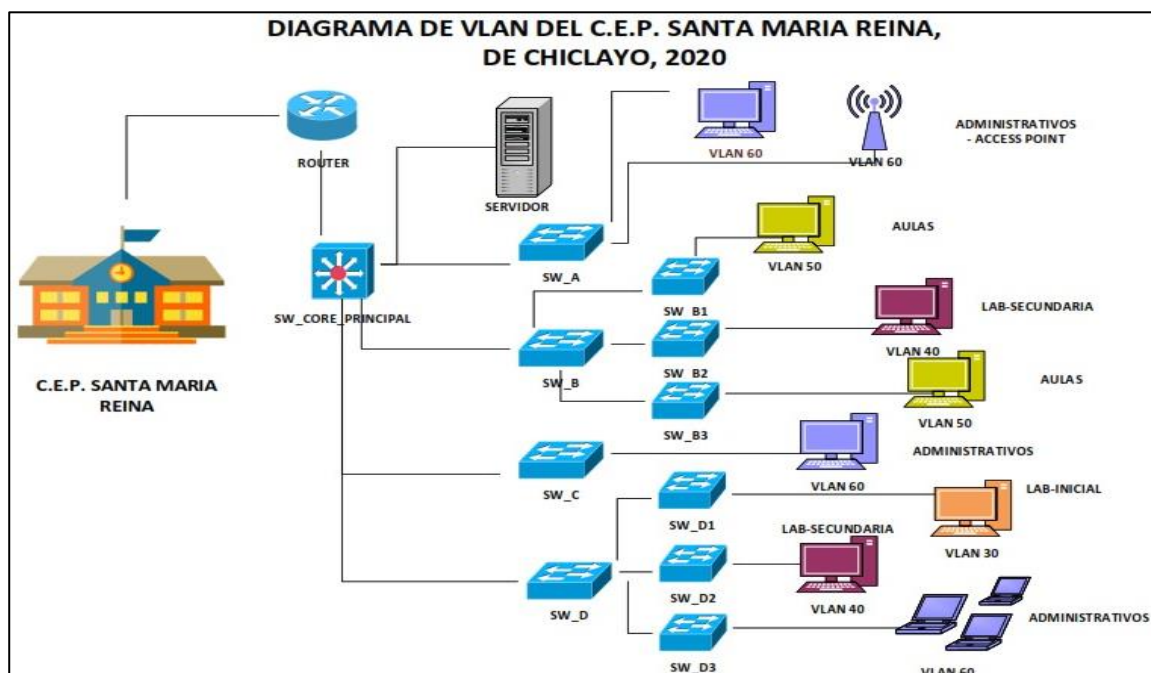 DIAGRAMA DE VLAN DEL C.E.P. SANTA MARIA REINA,
DE CHICLAYO, 2020
ROUTER
SERVIDOR
VLAN 60
VLAN 60
ADMINISTRATIVOS
- ACCESS POINT
SW_A
VLAN 50
AULAS
SW_CORE_PRINCIPAL
SW_B1
LAB-SECUNDARIA
VLAN 40
C.E.P. SANTA MARIA
REINA
SW_B
SW_B2
AULAS
SW_B3
VLAN 50
SW_C
VLAN 60
ADMINISTRATIVOS
SW_D1
LAB-INICIAL
VLAN 30
LAB-SECUNDARIA
SW_D
SW_D2
VLAN 40
SW_D3
ADMINISTRATIVOS
VLAN 60